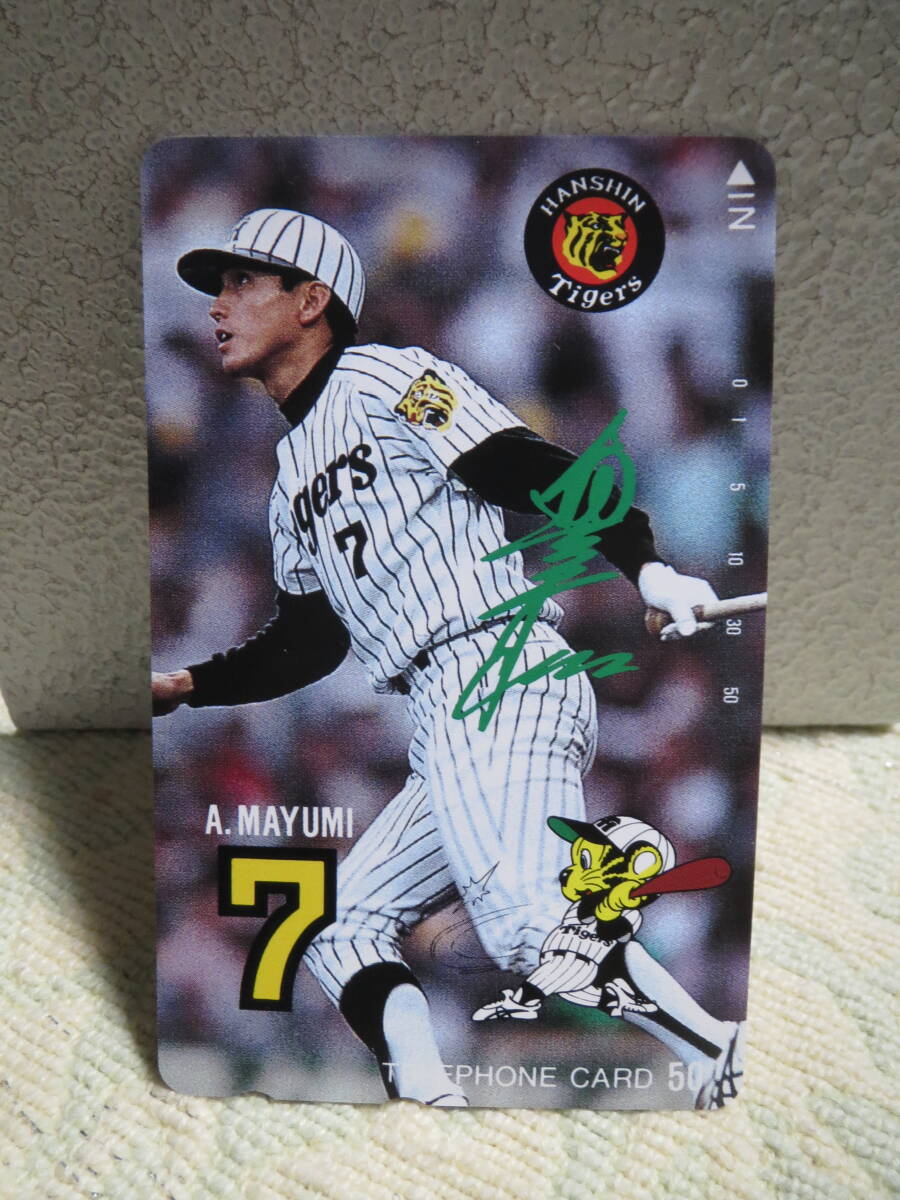 ◀IN
HANSHIN
Tigers
0
1
5
10
30
50
gers
7
A. MAYUMI
7
Tigers
TELEPHONE CARD 50